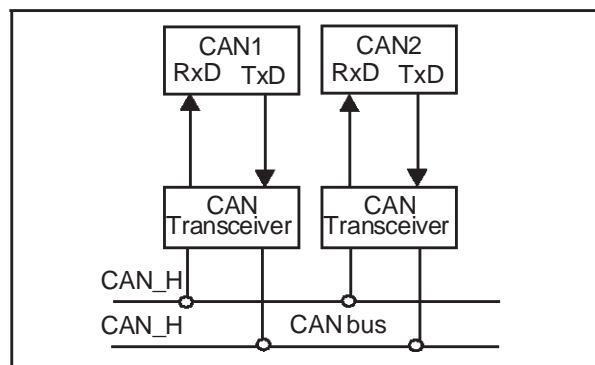 CAN1
RxD TxD
CAN2
RxD TxD
CAN
Transceiver
CAN
Transceiver
CAN_H
CAN_H
CAN bus